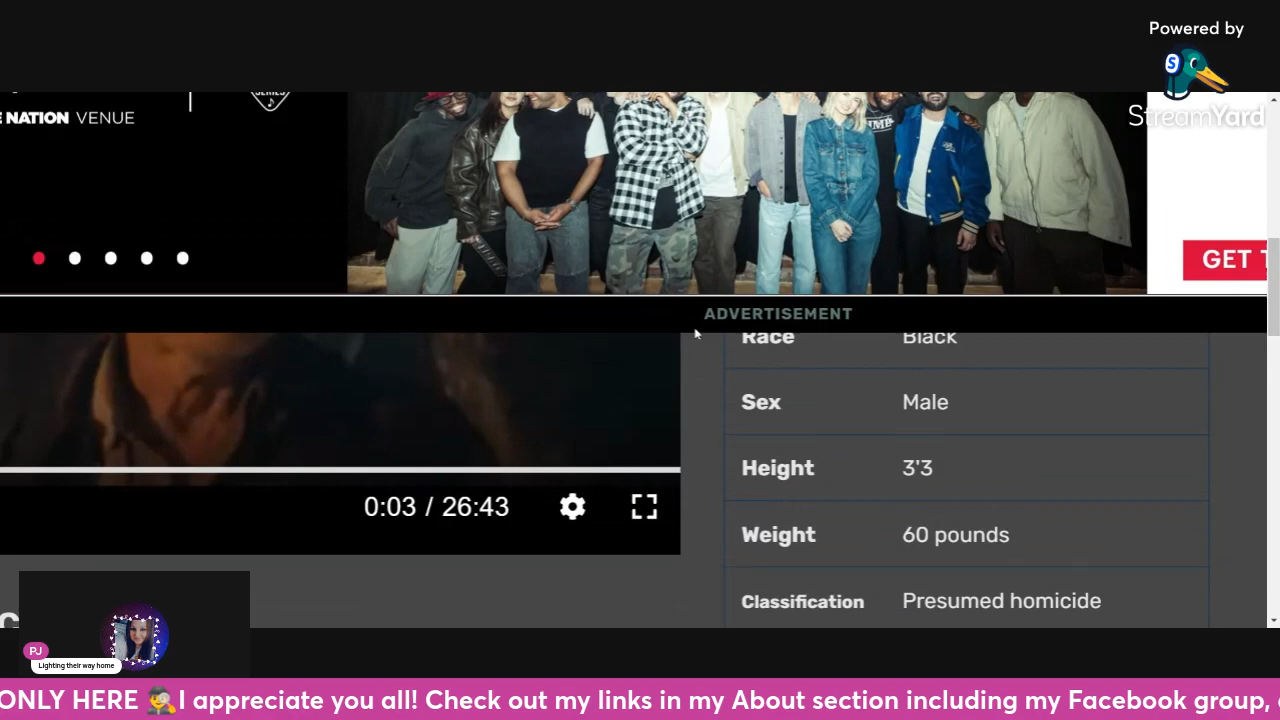 Powered by
StreamYard
NATION VENUE
SERIES
GET
ADVERTISEMENT
Race Black
Sex Male
Height 3'3
Weight 60 pounds
Classification Presumed homicide
0:03 / 26:43
PJ
Lighting their way home
ONLY HERE 🕵️I appreciate you all! Check out my links in my About section including my Facebook group,